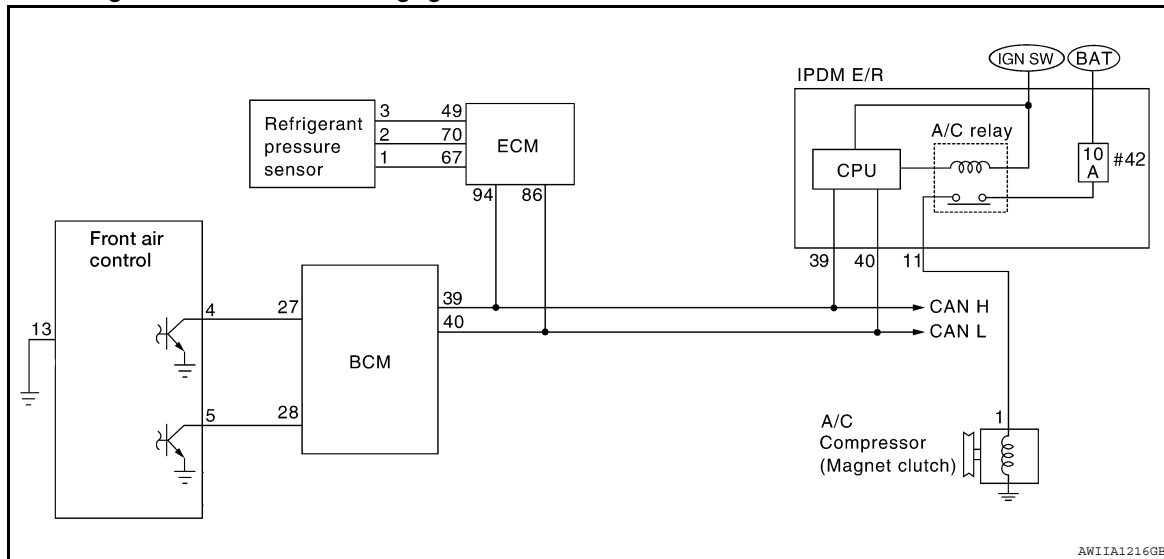 IGN SW
BAT
IPDM E/R
A/C relay
CPU
10
A
#42
39
40
11
Refrigerant
pressure
sensor
3
49
2
70
1
67
ECM
94
86
Front air
control
4
27
13
5
28
BCM
39
40
CAN H
CAN L
A/C
Compressor
(Magnet clutch)
1
AWIIA1216GB